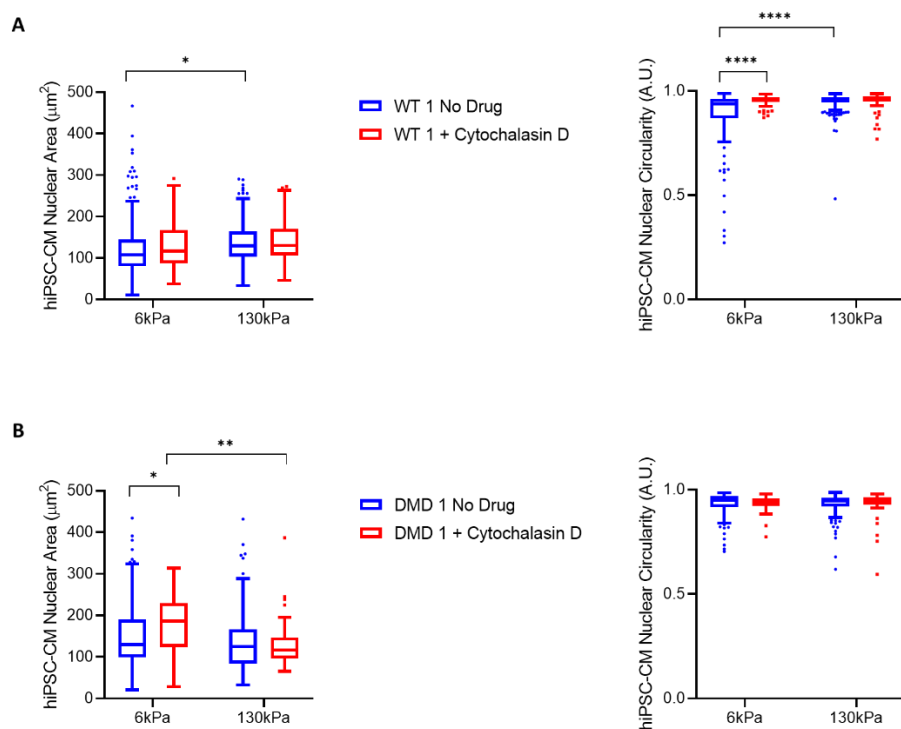 A
*
hiPSC-CM Nuclear Area (μm²)
500
400
300
200
100
0
6kPa
130kPa
WT 1 No Drug
WT 1 + Cytochalasin D
****
****
hiPSC-CM Nuclear Circularity (A.U.)
1.0
0.5
0.0
6kPa
130kPa
B
**
*
hiPSC-CM Nuclear Area (μm²)
500
400
300
200
100
0
6kPa
130kPa
DMD 1 No Drug
DMD 1 + Cytochalasin D
hiPSC-CM Nuclear Circularity (A.U.)
1.0
0.5
0.0
6kPa
130kPa